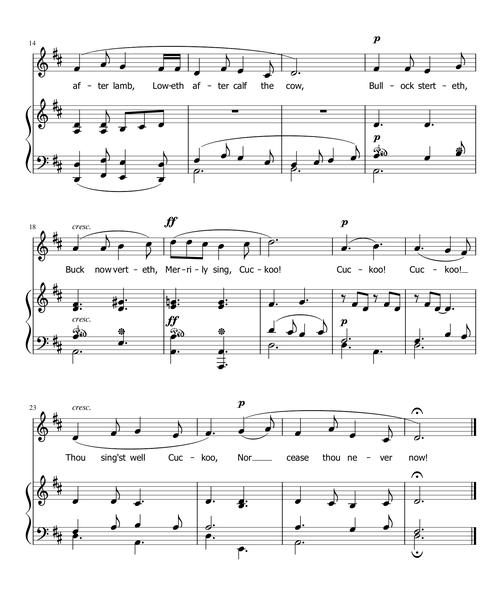 14
p
af - ter lamb, Low-eth af - ter calf the cow, Bull - ock stert - eth,
p
18
cresc. ff p
Buck now vert - eth, Mer-ri-ly sing, Cuc-koo! Cuc - koo! Cuc - koo!
cresc. ff p
23
cresc. p
Thou sing'st well Cuc - koo, Nor cease thou ne - ver now!